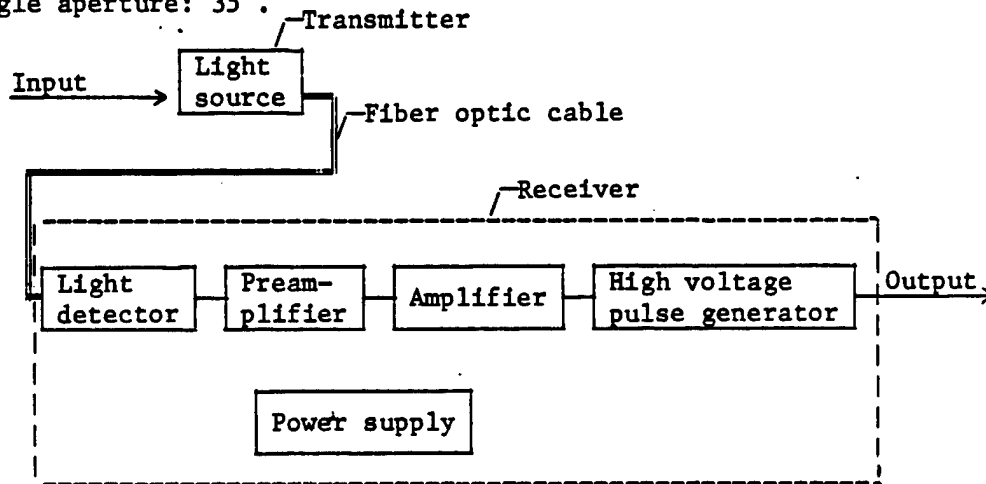 gle aperture: 35°.
Transmitter
Input
Light
source
Fiber optic cable
Receiver
Light
detector
Pream-
plifier
Amplifier
High voltage
pulse generator
Output
Power supply